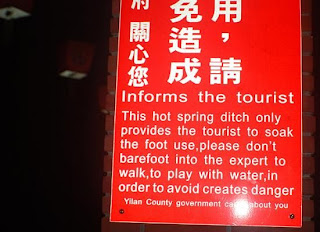 用，請
免造成
府 關心您
Informs the tourist
This hot spring ditch only
provides the tourist to soak
the foot use,please don't
barefoot into the expert to
walk,to play with water,in
order to avoid creates danger
Yilan County government about you